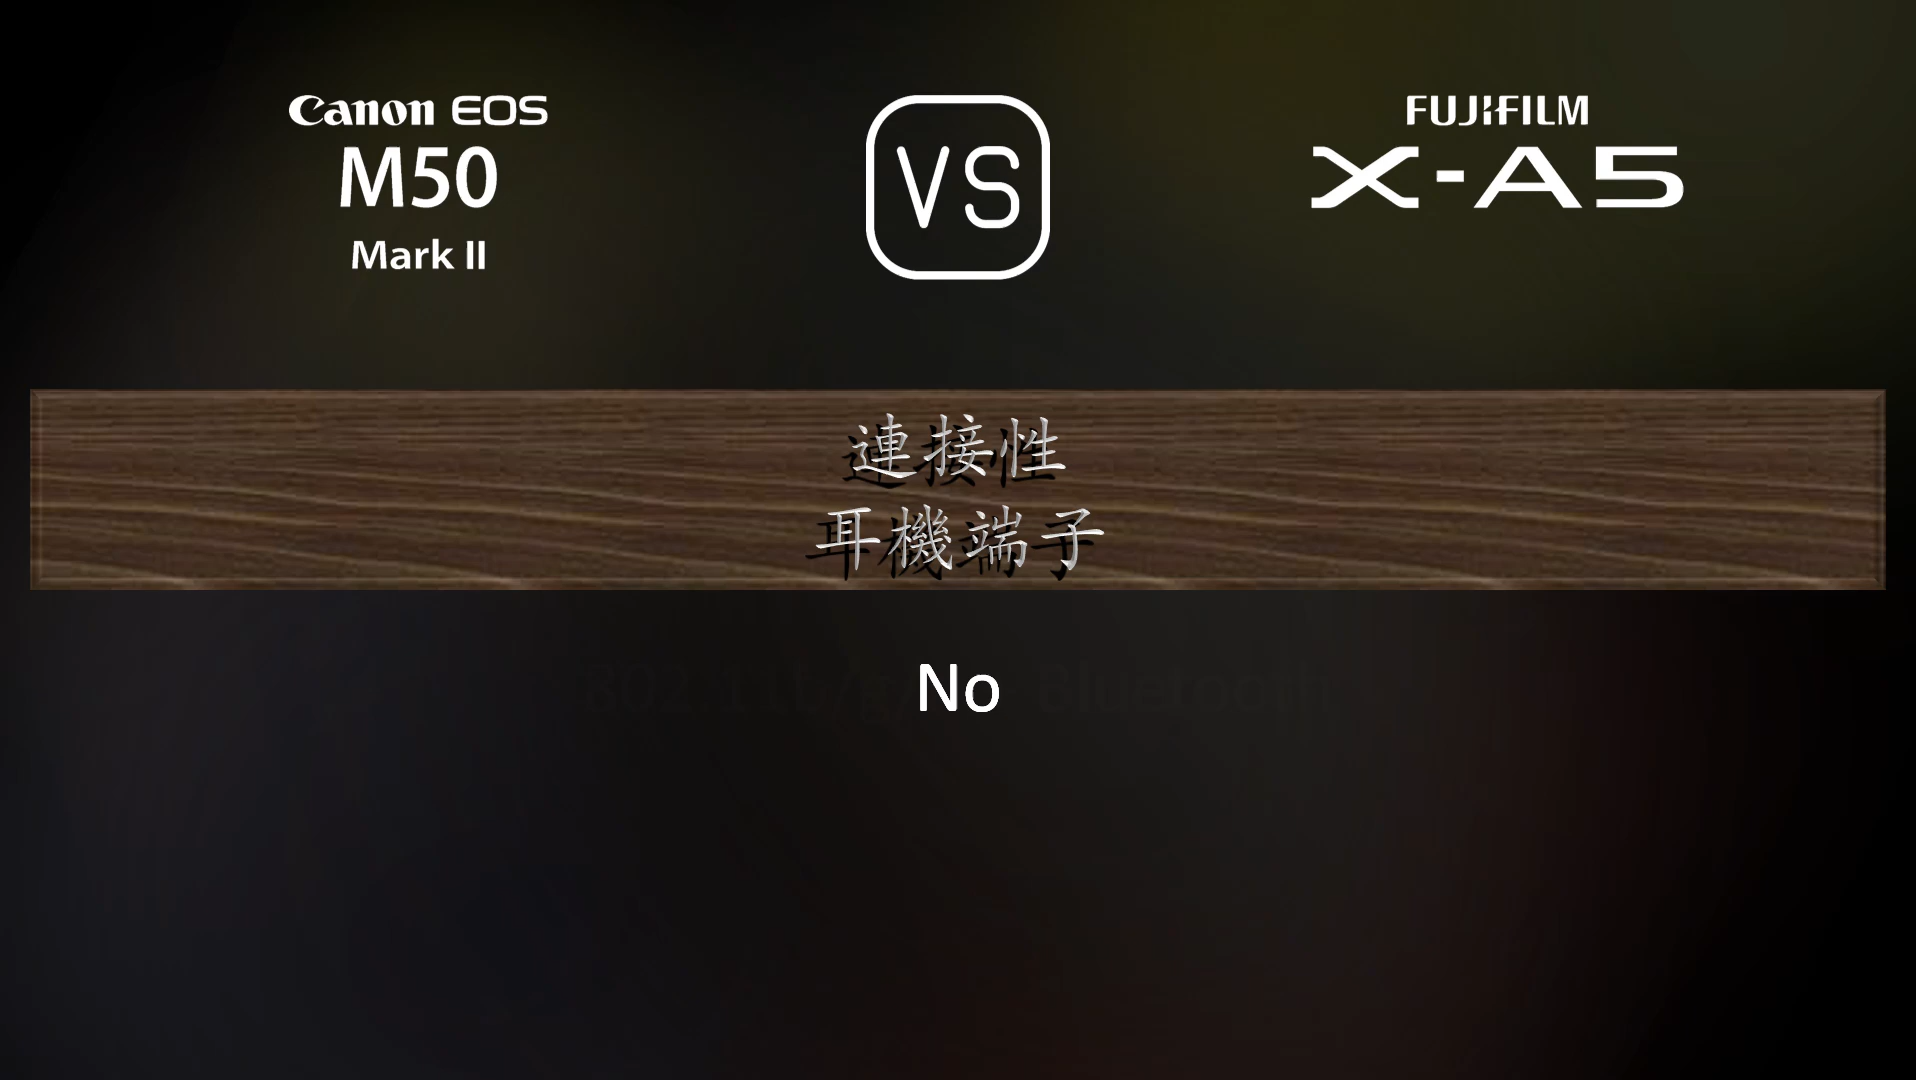 Canon EOS
M50
Mark II
VS
FUJIFILM
X-A5
連接性
耳機端子
No